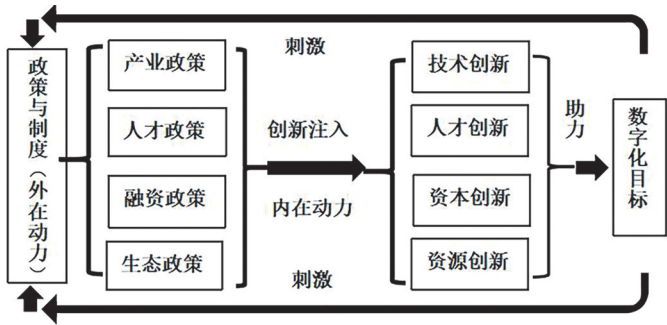 刺激
政策与制度（外在动力）
产业政策
人才政策
融资政策
生态政策
创新注入
内在动力
刺激
技术创新
人才创新
资本创新
资源创新
助力
数字化目标